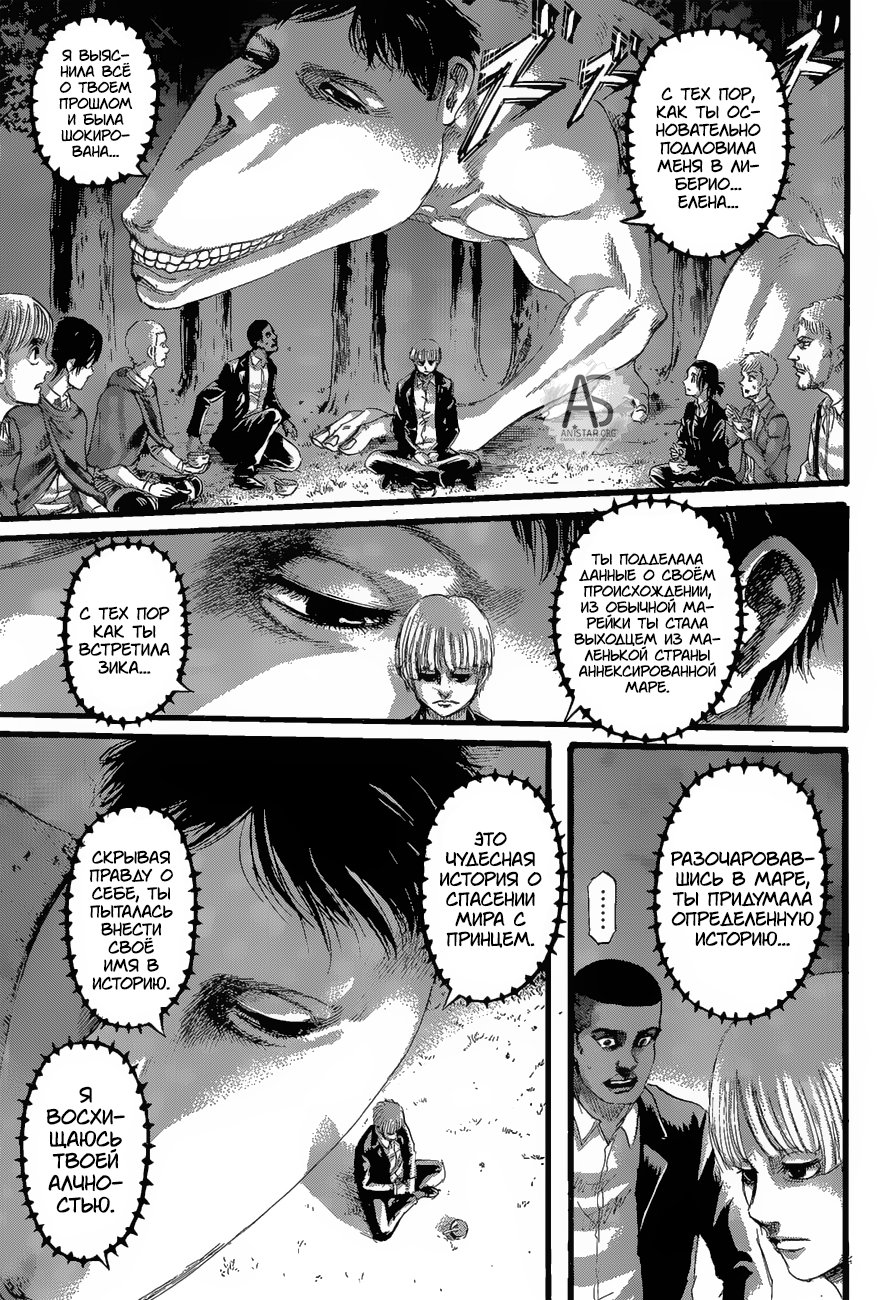 С ТЕХ ПОР,
КАК ТЫ ОС-
НОВАТЕЛЬНО
ПОДЛОВИЛА
МЕНЯ В ЛИ-
БЕРИО...
ЕЛЕНА...
Я ВЫЯС-
НИЛА ВСЁ
О ТВОЕМ
ПРОШЛОМ
И БЫЛА
ШОКИРО-
ВАНА...
ANISTAR.ORG
ТЫ ПОДДЕЛАЛА
ДАННЫЕ О СВОЁМ
ПРОИСХОЖДЕНИИ,
ИЗ ОБЫЧНОЙ МА-
РЕЙКИ ТЫ СТАЛА
ВЫХОДЦЕМ ИЗ МА-
ЛЕНЬКОЙ СТРАНЫ
АННЕКСИРОВАННОЙ
МАРЕ.
С ТЕХ ПОР
КАК ТЫ
ВСТРЕТИЛА
ЗИКА...
РАЗОЧАРОВАВ-
ШИСЬ В МАРЕ,
ТЫ ПРИДУМАЛА
ОПРЕДЕЛЕННУЮ
ИСТОРИЮ...
......
ЭТО
ЧУДЕСНАЯ
ИСТОРИЯ О
СПАСЕНИИ
МИРА С
ПРИНЦЕМ.
СКРЫВАЯ
ПРАВДУ О
СЕБЕ, ТЫ
ПЫТАЛАСЬ
ВНЕСТИ
СВОЁ
ИМЯ В
ИСТОРИЮ.
Я
ВОСХИ-
ЩАЮСЬ
ТВОЕЙ
АЛЧНО-
СТЬЮ.